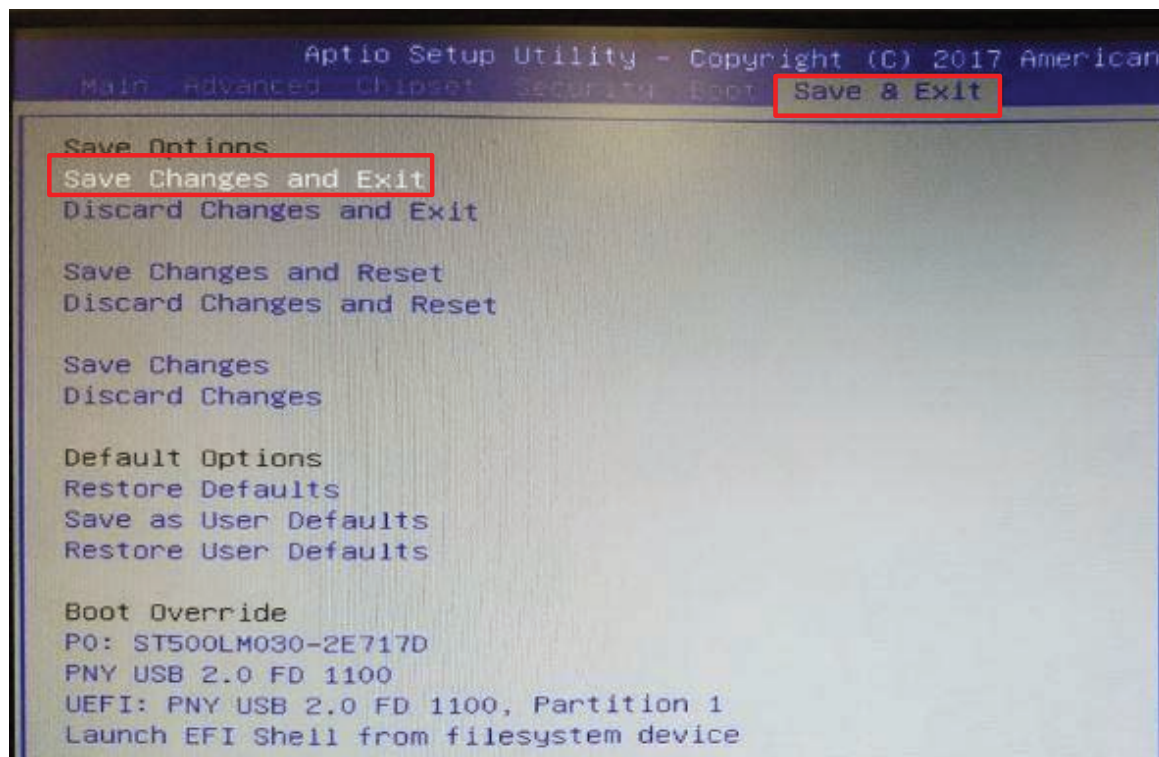 Aptio Setup Utility - Copyright (C) 2017 American
Main Advanced Chipset Security Boot Save & Exit
Save Options
Save Changes and Exit
Discard Changes and Exit
Save Changes and Reset
Discard Changes and Reset
Save Changes
Discard Changes
Default Options
Restore Defaults
Save as User Defaults
Restore User Defaults
Boot Override
P0: ST500LM030-2E717D
PNY USB 2.0 FD 1100
UEFI: PNY USB 2.0 FD 1100, Partition 1
Launch EFI Shell from filesystem device